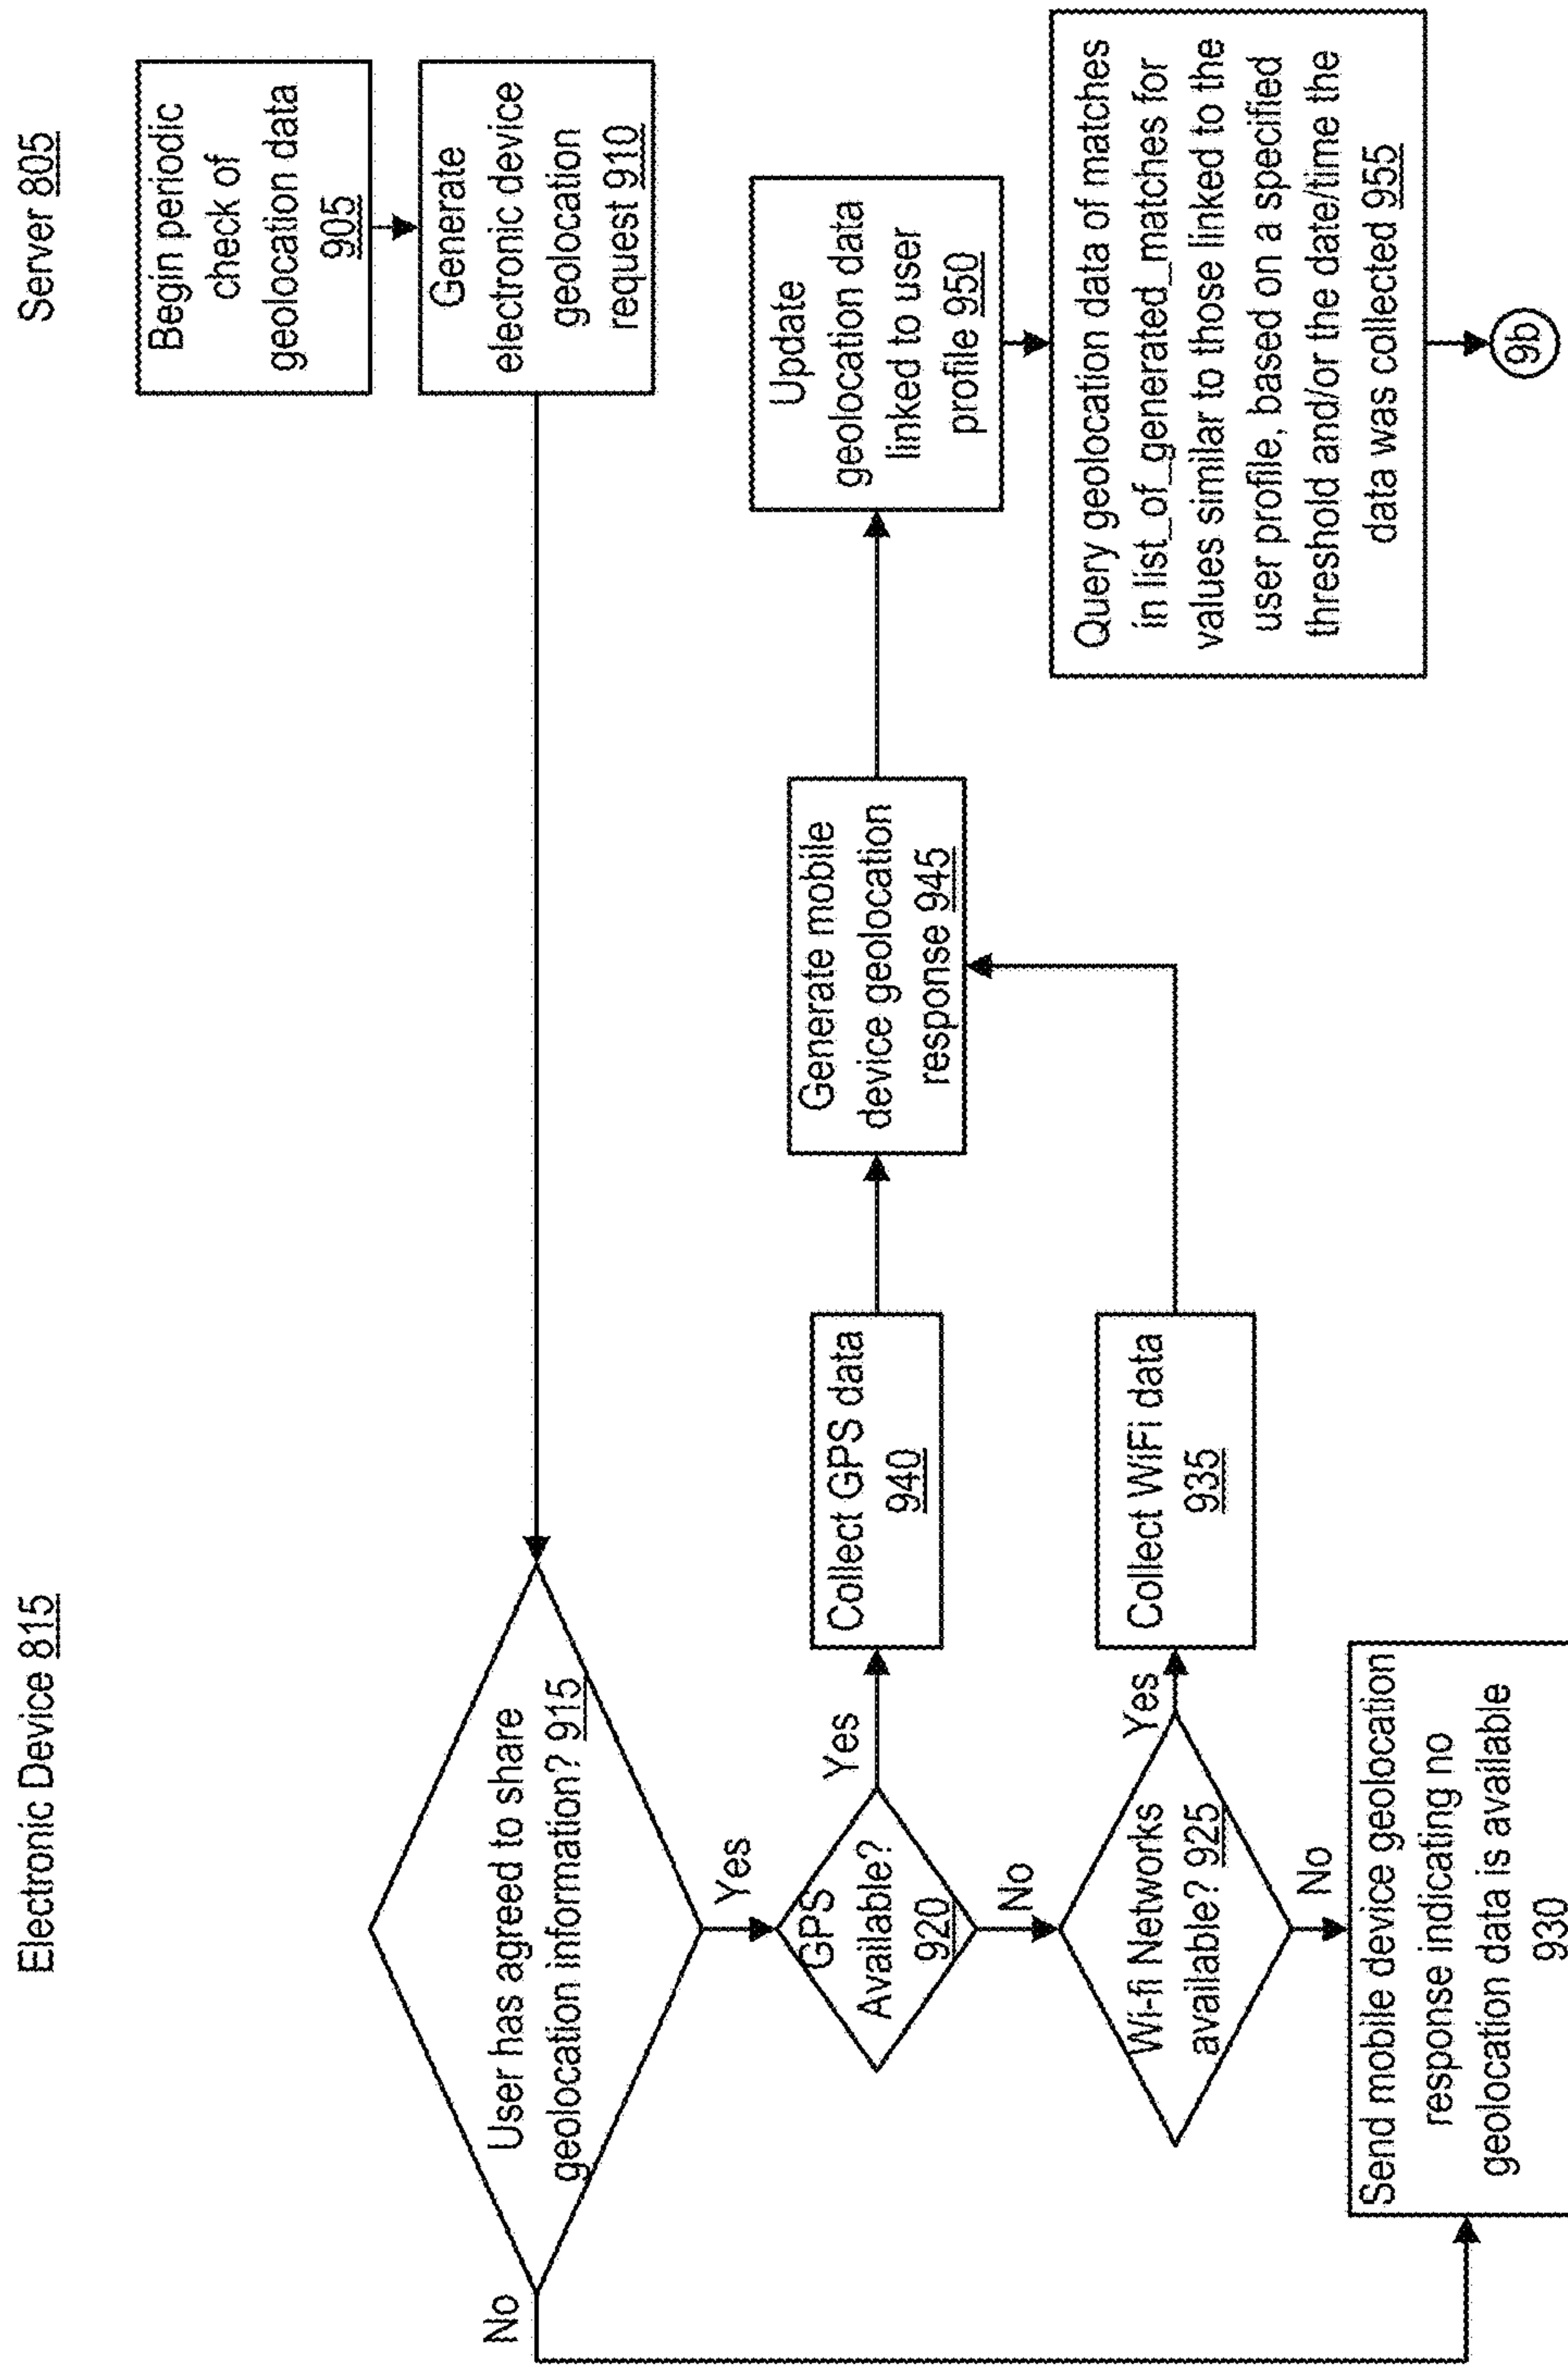 Electronic Device 815
Server 805
Begin periodic
check of
geolocation data
905
Generate
electronic device
geolocation
request 910
User has agreed to share
geolocation information? 915
No
Yes
GPS
Available?
920
Yes
No
Collect GPS data
940
Generate mobile
device geolocation
response 945
Update
geolocation data
linked to user
profile 950
Wi-fi Networks
available? 925
Yes
No
Collect WiFi data
935
Query geolocation data of matches
in list_of_generated_matches for
values similar to those linked to the
user profile, based on a specified
threshold and/or the date/time the
data was collected 955
Send mobile device geolocation
response indicating no
geolocation data is available
930
9b